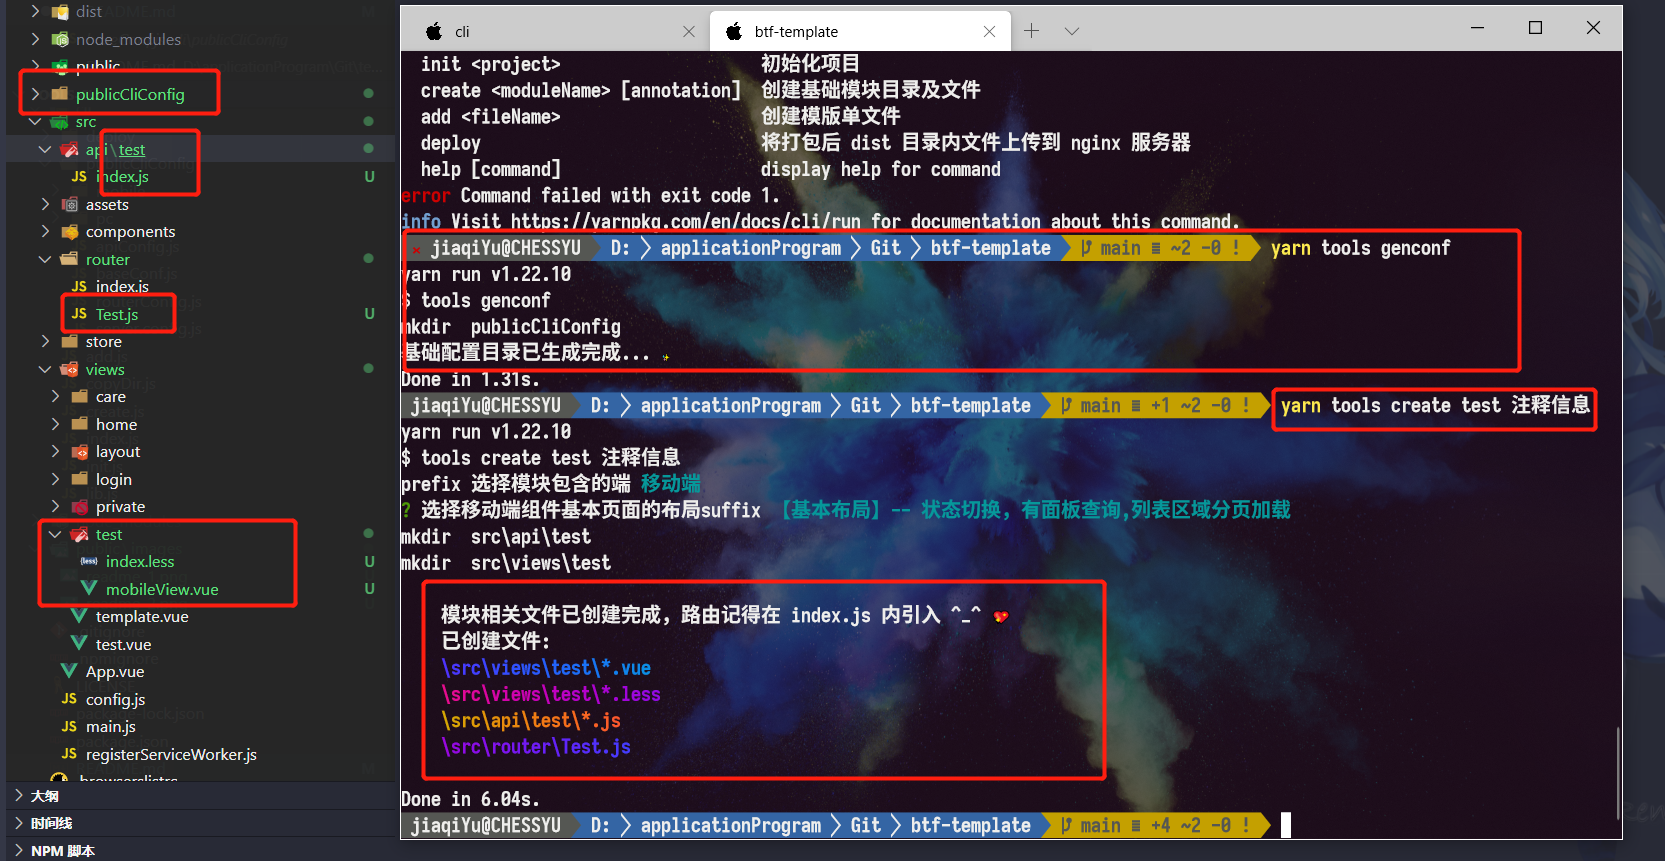 dist
node_modules
public
publicCliConfig
src
api\test
index.js U
assets
components
router
index.js
Test.js U
store
views
care
home
layout
login
private
test
index.less U
mobileView.vue U
template.vue
test.vue
App.vue
config.js
main.js
registerServiceWorker.js
.browserslistrc
大纲
时间线
NPM 脚本
cli
btf-template
init <project> 初始化项目
create <moduleName> [annotation] 创建基础模块目录及文件
add <fileName> 创建模版单文件
deploy 将打包后 dist 目录内文件上传到 nginx 服务器
help [command] display help for command
error Command failed with exit code 1.
info Visit https://yarnpkg.com/en/docs/cli/run for documentation about this command.
× jiaqiYu@CHESSYU D: applicationProgram Git btf-template main ≡ ~2 -0 ! yarn tools genconf
yarn run v1.22.10
$ tools genconf
mkdir publicCliConfig
基础配置目录已生成完成... ✨
Done in 1.31s.
jiaqiYu@CHESSYU D: applicationProgram Git btf-template main ≡ +1 ~2 -0 ! yarn tools create test 注释信息
yarn run v1.22.10
$ tools create test 注释信息
prefix 选择模块包含的端 移动端
? 选择移动端组件基本页面的布局suffix 【基本布局】-- 状态切换，有面板查询,列表区域分页加载
mkdir src\api\test
mkdir src\views\test
模块相关文件已创建完成，路由记得在 index.js 内引入 ^_^ 💖
已创建文件:
\src\views\test\*.vue
\src\views\test\*.less
\src\api\test\*.js
\src\router\Test.js
Done in 6.04s.
jiaqiYu@CHESSYU D: applicationProgram Git btf-template main ≡ +4 ~2 -0 !